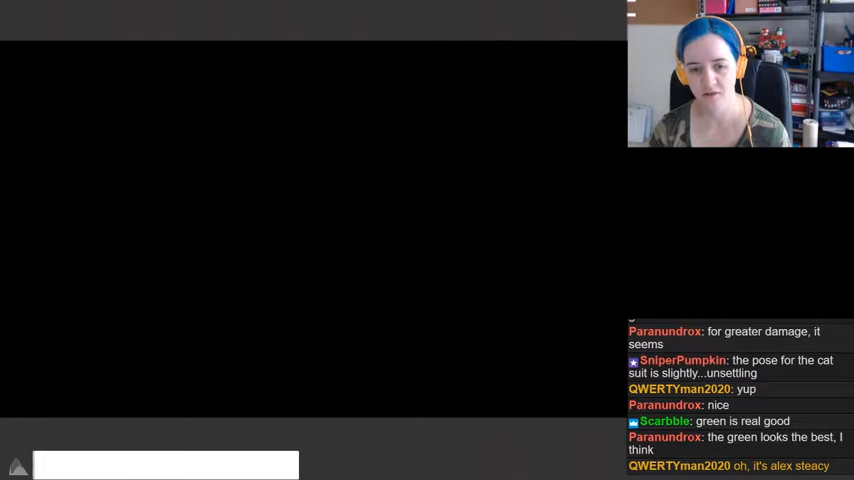 Paranundrox: for greater damage, it
seems
SniperPumpkin: the pose for the cat
suit is slightly...unsettling
QWERTYman2020: yup
Paranundrox: nice
Scarbble: green is real good
Paranundrox: the green looks the best, I
think
QWERTYman2020 oh, it's alex steacy